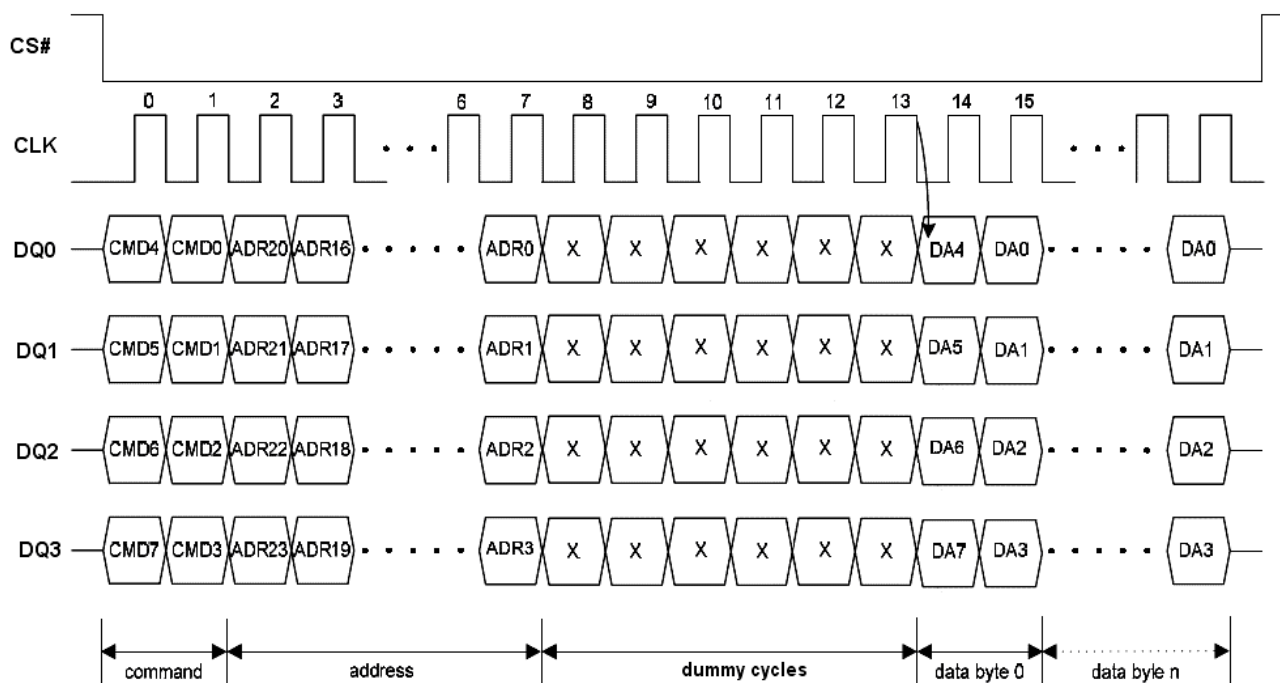 CS#
0 1 2 3 6 7 8 9 10 11 12 13 14 15
CLK
DQ0 CMD4 CMD0 ADR20 ADR16 ADR0 X X X X X X DA4 DA0 DA0
DQ1 CMD5 CMD1 ADR21 ADR17 ADR1 X X X X X X DA5 DA1 DA1
DQ2 CMD6 CMD2 ADR22 ADR18 ADR2 X X X X X X DA6 DA2 DA2
DQ3 CMD7 CMD3 ADR23 ADR19 ADR3 X X X X X X DA7 DA3 DA3
command address dummy cycles data byte 0 data byle n